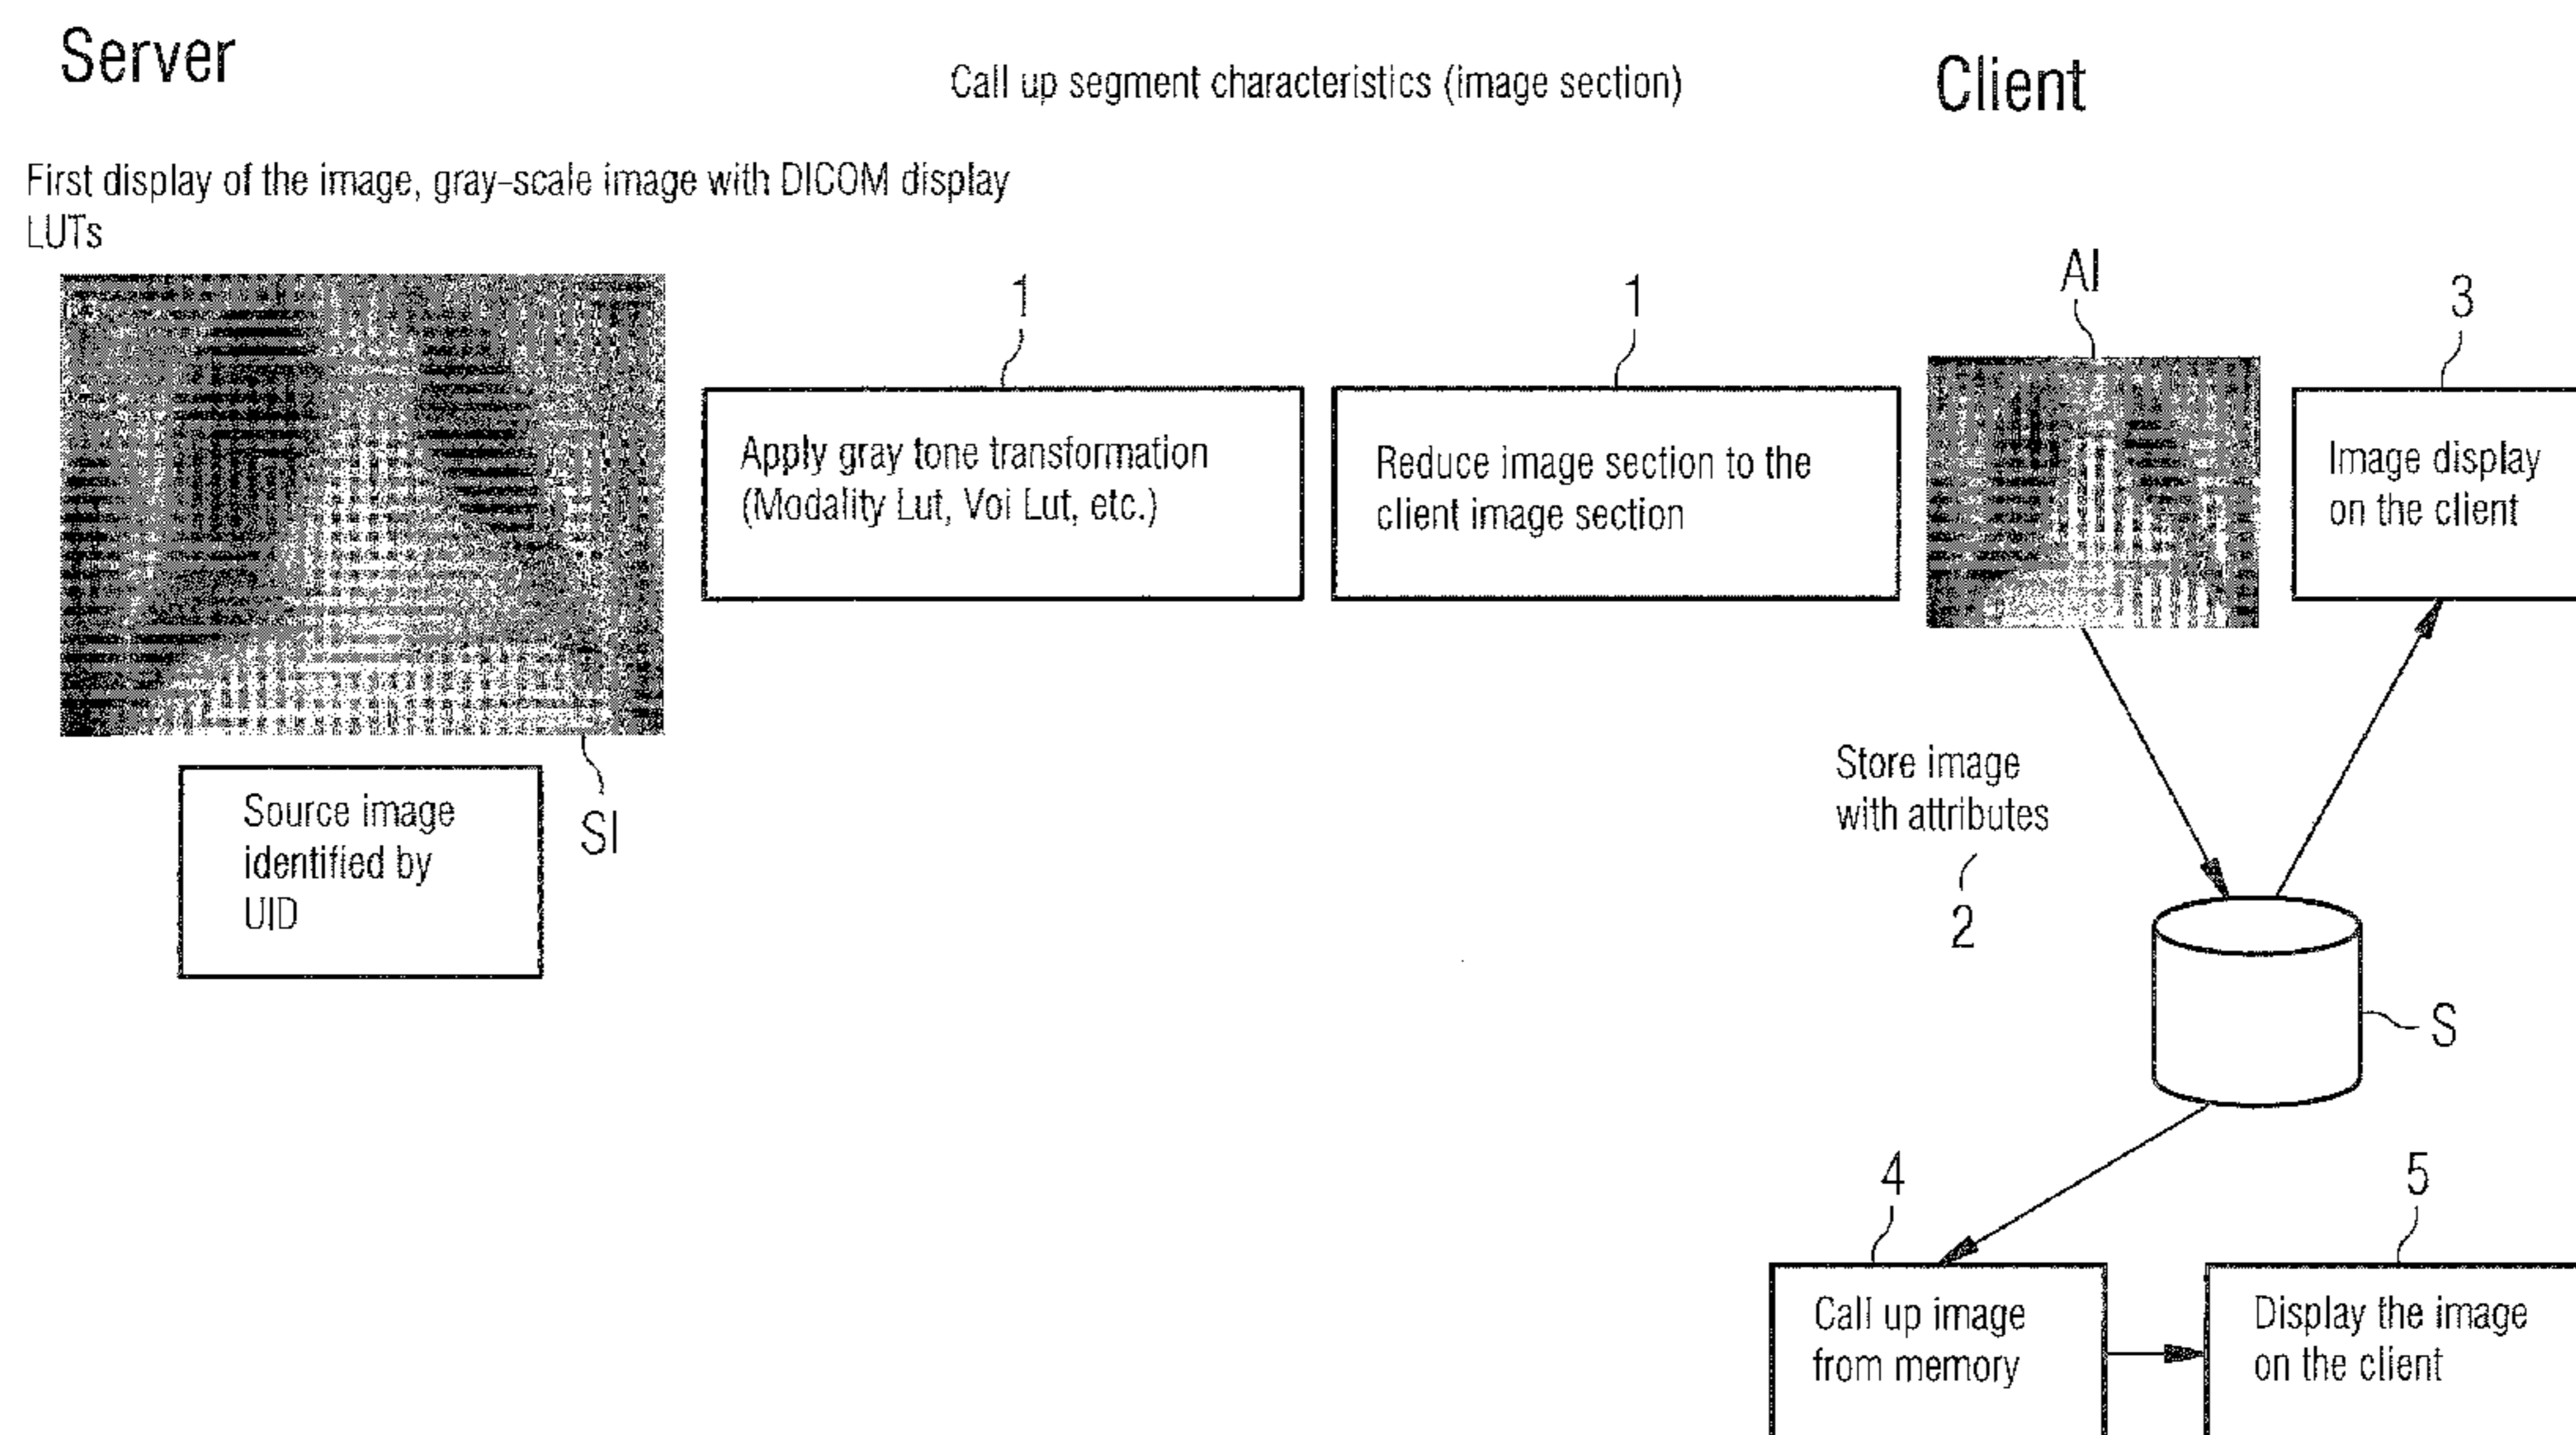 Server
Call up segment characteristics (image section)
Client
First display of the image, gray-scale image with DICOM display
LUTs
1
1
AI
3
Apply gray tone transformation
(Modality Lut, Voi Lut, etc.)
Reduce image section to the
client image section
Image display
on the client
Source image
identified by
UID
SI
Store image
with attributes
2
S
4
5
Call up image
from memory
Display the image
on the client